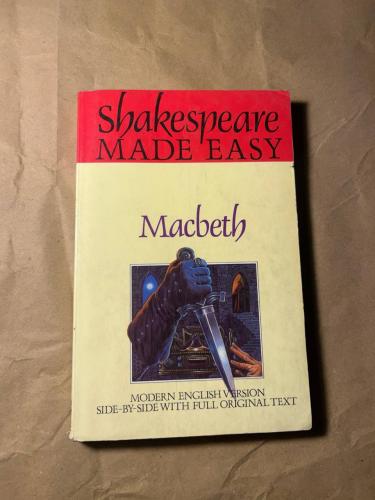 Shakespeare
MADE EASY
Macbeth
MODERN ENGLISH VERSION
SIDE-BY-SIDE WITH FULL ORIGINAL TEXT